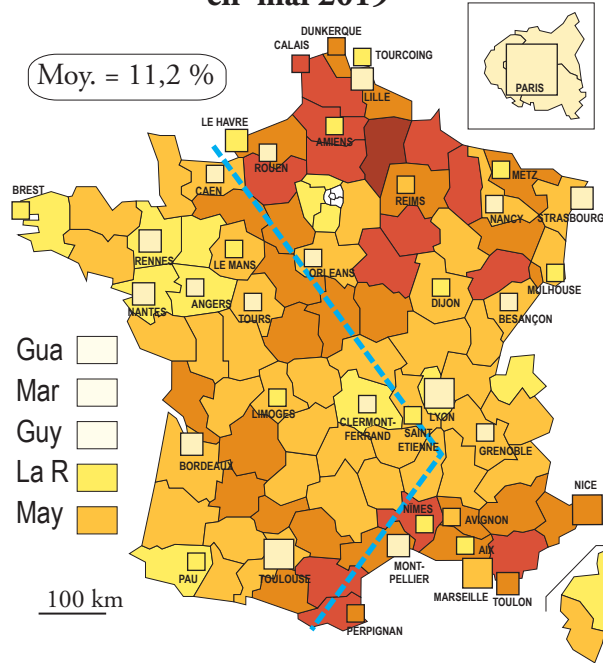 en mai 2019
Moy. = 11,2 %
DUNKERQUE
CALAIS
TOURCOING
LILLE
PARIS
LE HAVRE
ROUEN
AMIENS
CAEN
REIMS
METZ
NANCY
STRASBOURG
BREST
RENNES
LE MANS
ORLEANS
MULHOUSE
NANTES
ANGERS
TOURS
DIJON
BESANÇON
Gua
Mar
Guy
La R
May
LIMOGES
CLERMONT-
FERRAND
LYON
SAINT
ETIENNE
GRENOBLE
BORDEAUX
NIMES
AVIGNON
NICE
AIX
PAU
TOULOUSE
MONT-
PELLIER
MARSEILLE
TOULON
PERPIGNAN
100 km